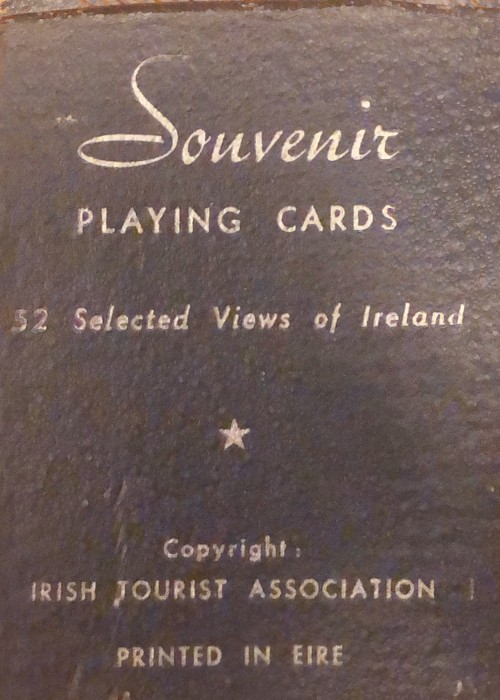 Souvenir
PLAYING CARDS
52 Selected Views of Ireland
Copyright:
IRISH TOURIST ASSOCIATION
PRINTED IN EIRE